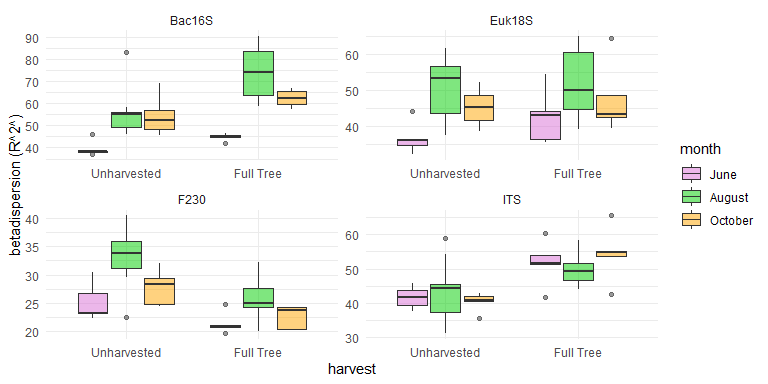 Bac16S
Euk18S
90
80
70
60
50
40
60
50
40
Unharvested
Full Tree
Unharvested
Full Tree
F230
ITS
40
35
30
25
20
60
50
40
30
Unharvested
Full Tree
Unharvested
Full Tree
betadispersion (R^2^)
harvest
month
June
August
October